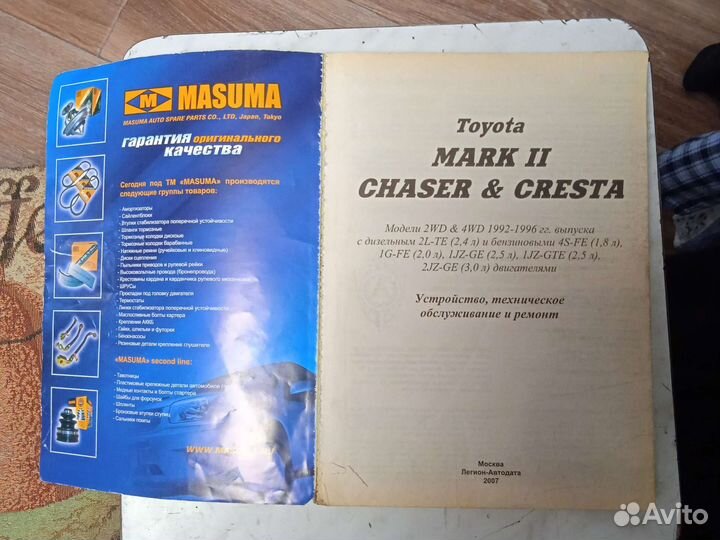 MASUMA
MASUMA AUTO SPARE PARTS CO., LTD, Japan, Tokyo
гарантия оригинального
качества
Сегодня под ТМ «MASUMA» производятся
следующие группы товаров:
- Амортизаторы
- Сайлентблоки
- Втулки стабилизатора поперечной устойчивости
- Шланги тормозные
- Тормозные колодки дисковые
- Тормозные колодки барабанные
- Натяжные ремни (ручейковые и клиновидные)
- Диски сцепления
- Пыльники приводов и рулевой рейки
- Высоковольтные провода (бронепровода)
- Крестовины кардана и карданчика рулевого механизма
- ШРУСы
- Прокладки под головку двигателя
- Термостаты
- Линки стабилизатора поперечной устойчивости
- Маслосливные болты картера
- Крепления АККБ
- Гайки, шпильки и футорки
- Бензонасосы
- Резиновые детали крепления глушителя
«MASUMA» second line:
- Тавотницы
- Пластиковые крепежные детали автомобиля
- Медные контакты и болты стартера
- Шайбы для форсунок
- Шплинты
- Бронзовые втулки ступиц
- Сальники помпы
Toyota
MARK II
CHASER & CRESTA
Модели 2WD & 4WD 1992-1996 гг. выпуска
с дизельным 2L-TE (2,4 л) и бензиновыми 4S-FE (1,8 л),
1G-FE (2,0 л), 1JZ-GE (2,5 л), 1JZ-GTE (2,5 л),
2JZ-GE (3,0 л) двигателями
Устройство, техническое
обслуживание и ремонт
Москва
Легион-Автодата
2007
Avito